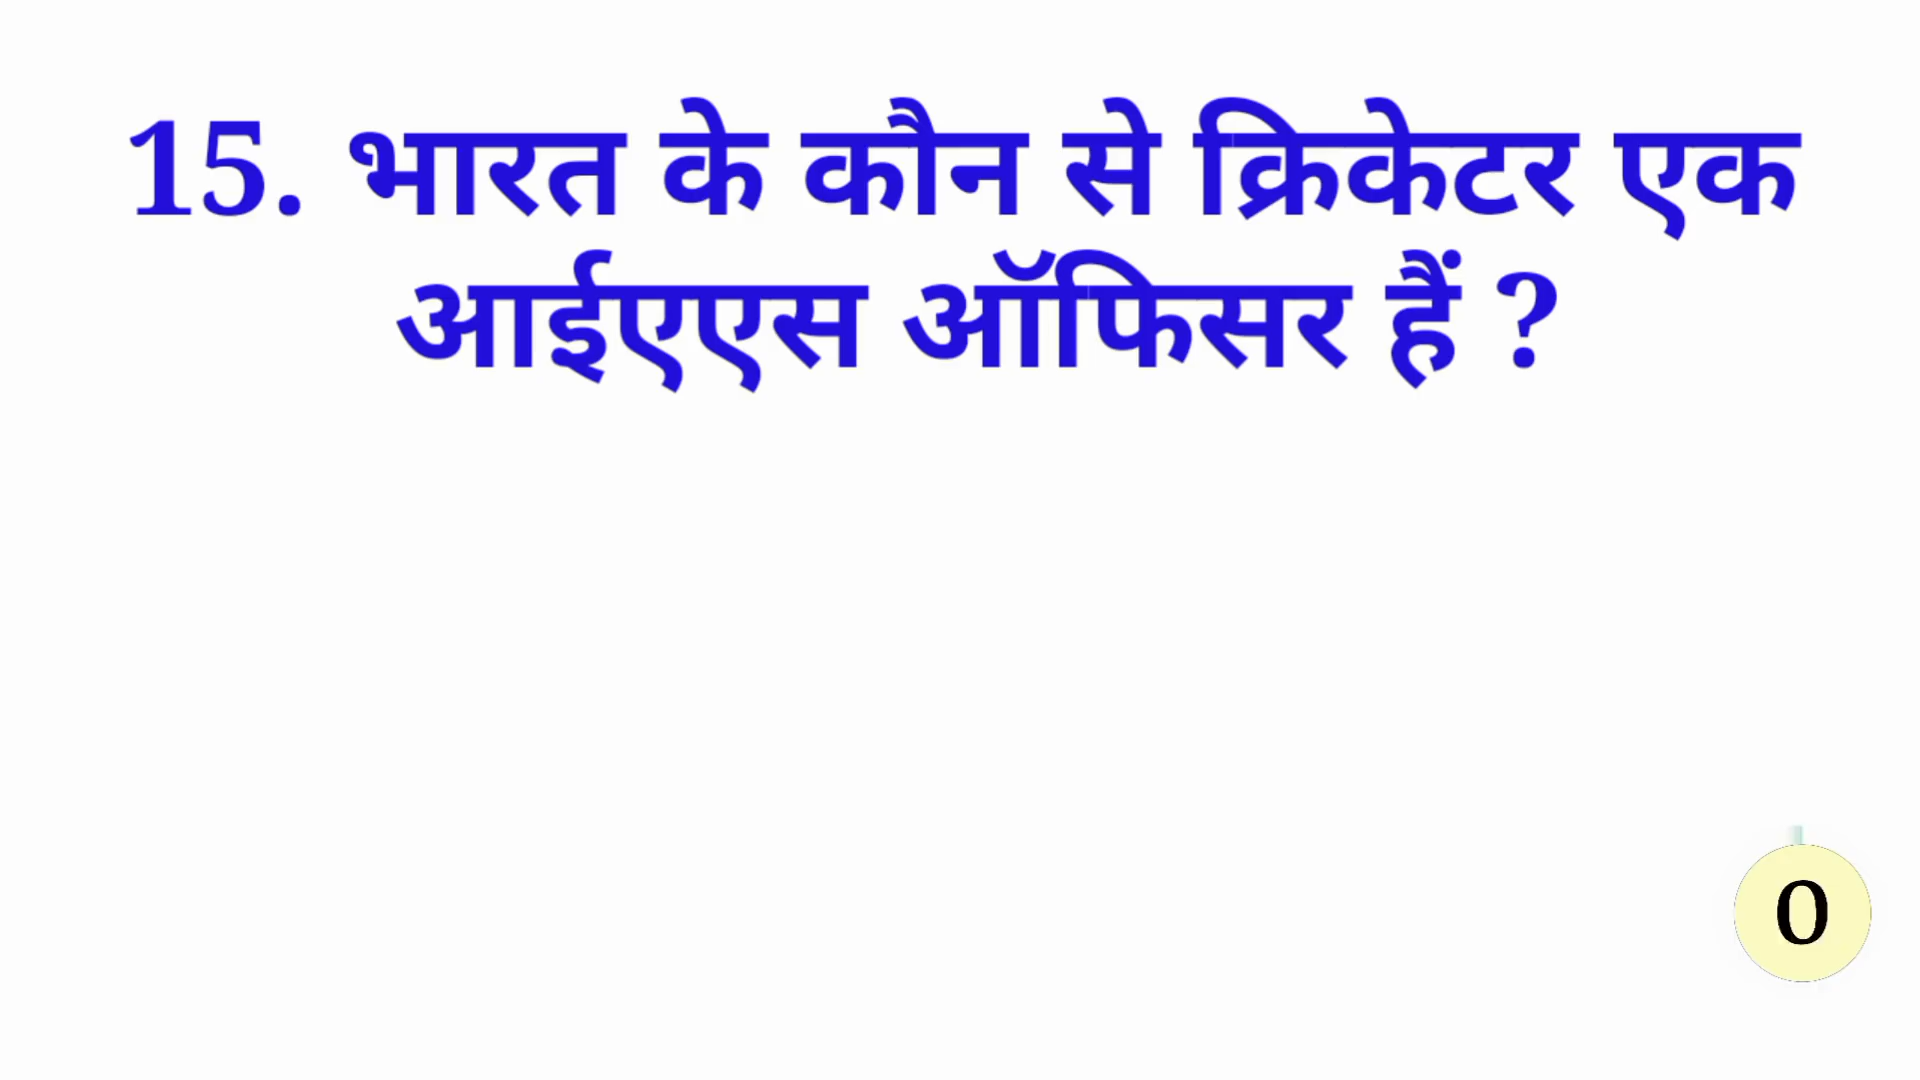 15. भारत के कौन से क्रिकेटर एक
आईएएस ऑफिसर हैं ?
0